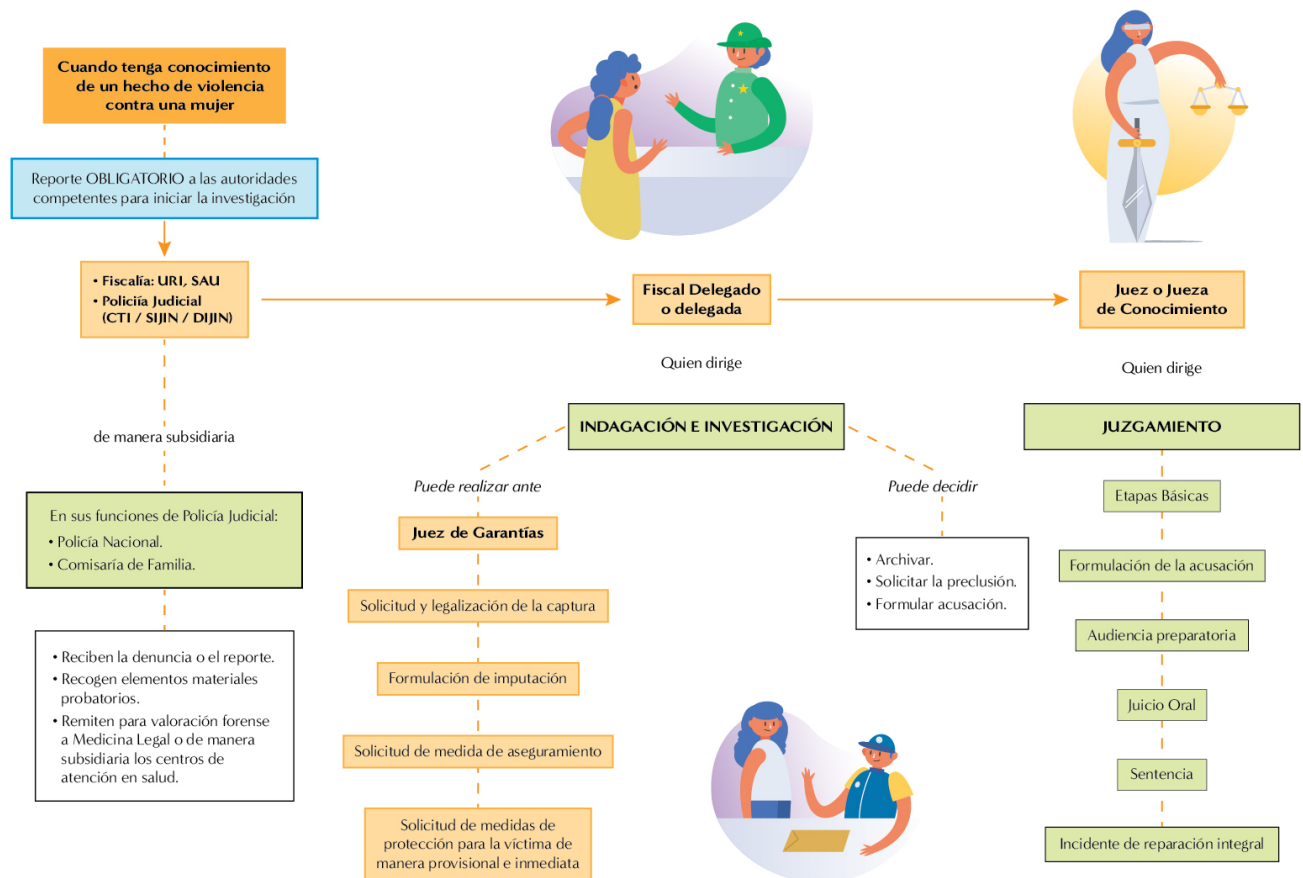 Cuando tenga conocimiento
de un hecho de violencia
contra una mujer
Reporte OBLIGATORIO a las autoridades
competentes para iniciar la investigación
• Fiscalía: URI, SAU
• Policiía Judicial
(CTI / SIJIN / DIJIN)
de manera subsidiaria
En sus funciones de Policía Judicial:
• Policía Nacional.
• Comisaría de Familia.
• Reciben la denuncia o el reporte.
• Recogen elementos materiales
probatorios.
• Remiten para valoración forense
a Medicina Legal o de manera
subsidiaria los centros de
atención en salud.
Fiscal Delegado
o delegada
Quien dirige
INDAGACIÓN E INVESTIGACIÓN
Puede realizar ante
Juez de Garantías
Solicitud y legalización de la captura
Formulación de imputación
Solicitud de medida de aseguramiento
Solicitud de medidas de
protección para la víctima de
manera provisional e inmediata
Puede decidir
• Archivar.
• Solicitar la preclusión.
• Formular acusación.
Juez o Jueza
de Conocimiento
Quien dirige
JUZGAMIENTO
Etapas Básicas
Formulación de la acusación
Audiencia preparatoria
Juicio Oral
Sentencia
Incidente de reparación integral